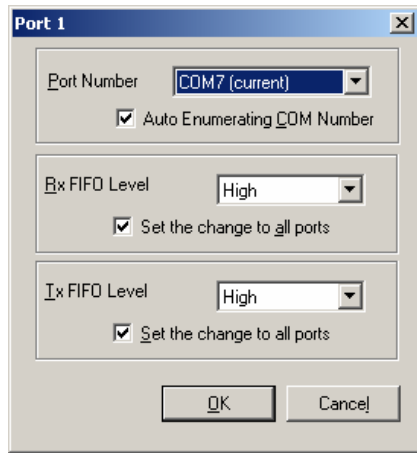 Port 1
Port Number COM7 (current)
Auto Enumerating COM Number
Rx FIFO Level High
Set the change to all ports
Tx FIFO Level High
Set the change to all ports
OK Cancel